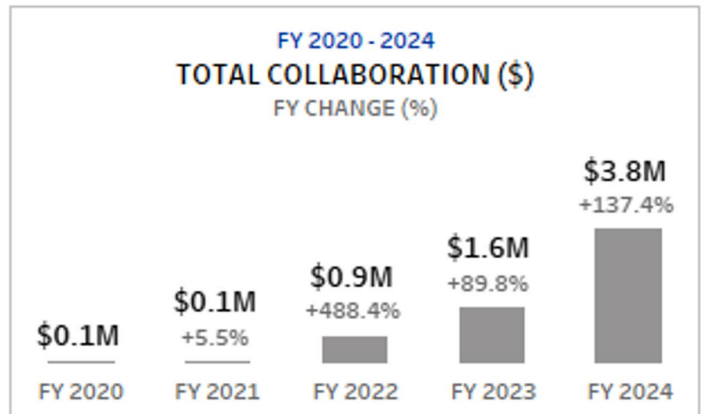 FY 2020 - 2024
TOTAL COLLABORATION ($)
FY CHANGE (%)
$3.8M
+137.4%
$1.6M
+89.8%
$0.9M
+488.4%
$0.1M
+5.5%
$0.1M
FY 2020 FY 2021 FY 2022 FY 2023 FY 2024